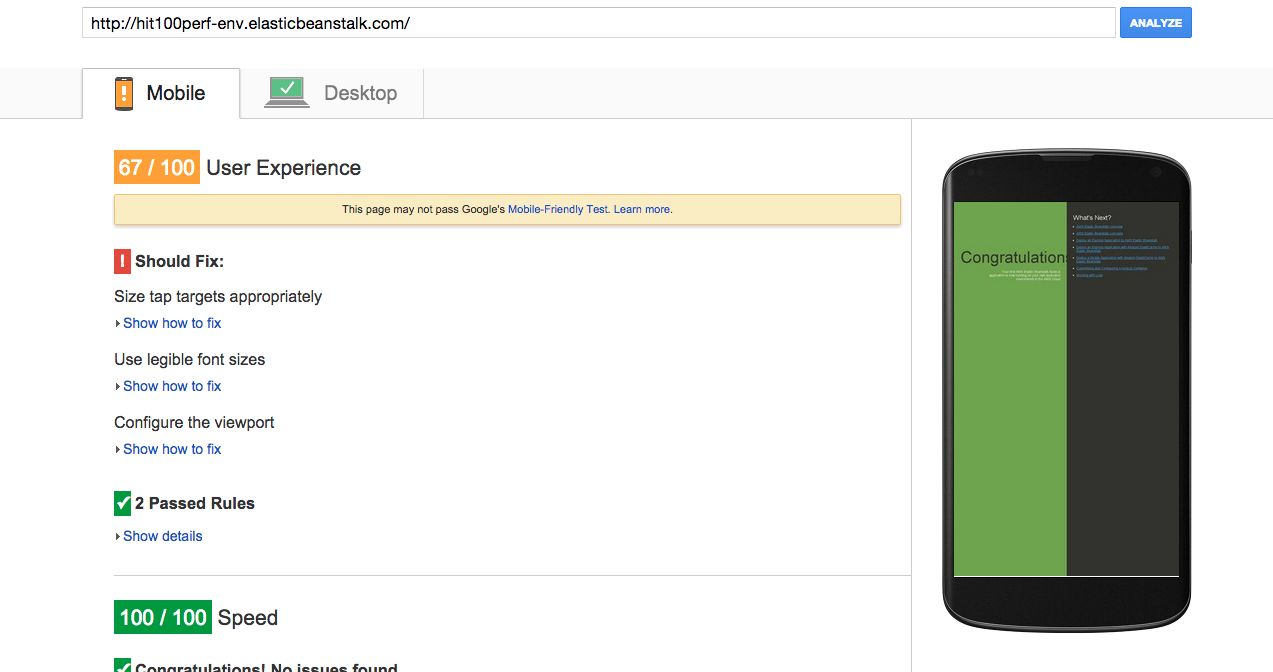 http://hit100perf-env.elasticbeanstalk.com/
ANALYZE
Mobile
Desktop
67 / 100 User Experience
This page may not pass Google's Mobile-Friendly Test. Learn more.
! Should Fix:
Size tap targets appropriately
Show how to fix
Use legible font sizes
Show how to fix
Configure the viewport
Show how to fix
2 Passed Rules
Show details
100 / 100 Speed
Congratulations! No issues found.
Congratulations
What's Next?